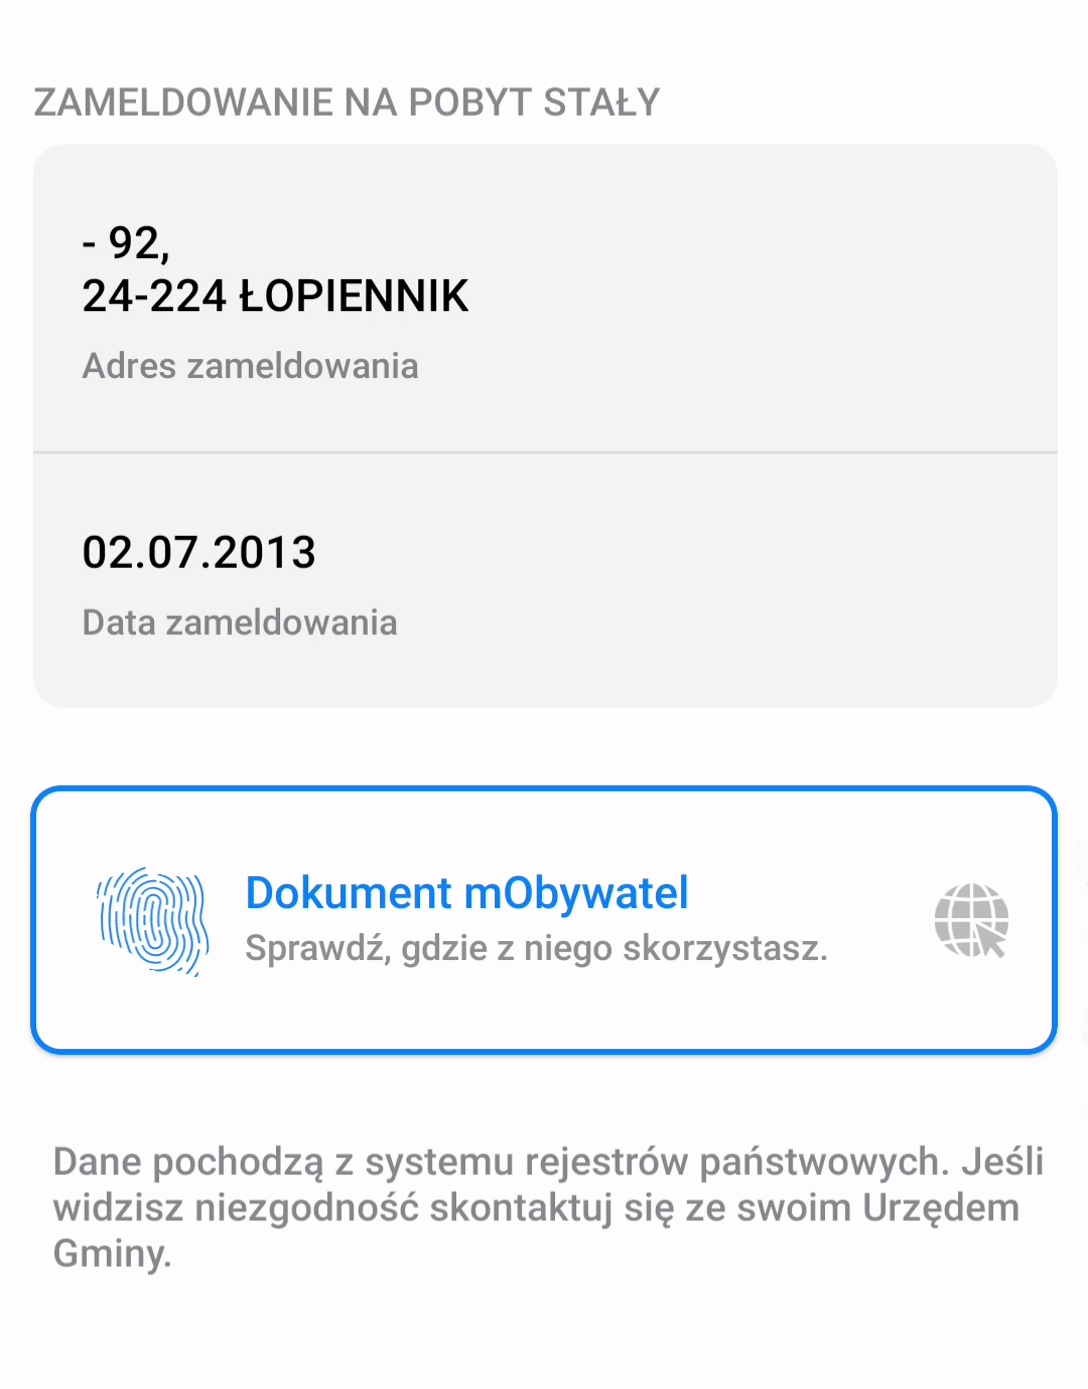 ZAMELDOWANIE NA POBYT STAŁY
- 92,
24-224 ŁOPIENNIK
Adres zameldowania
02.07.2013
Data zameldowania
Dokument mObywatel
Sprawdź, gdzie z niego skorzystasz.
Dane pochodzą z systemu rejestrów państwowych. Jeśli
widzisz niezgodność skontaktuj się ze swoim Urzędem
Gminy.